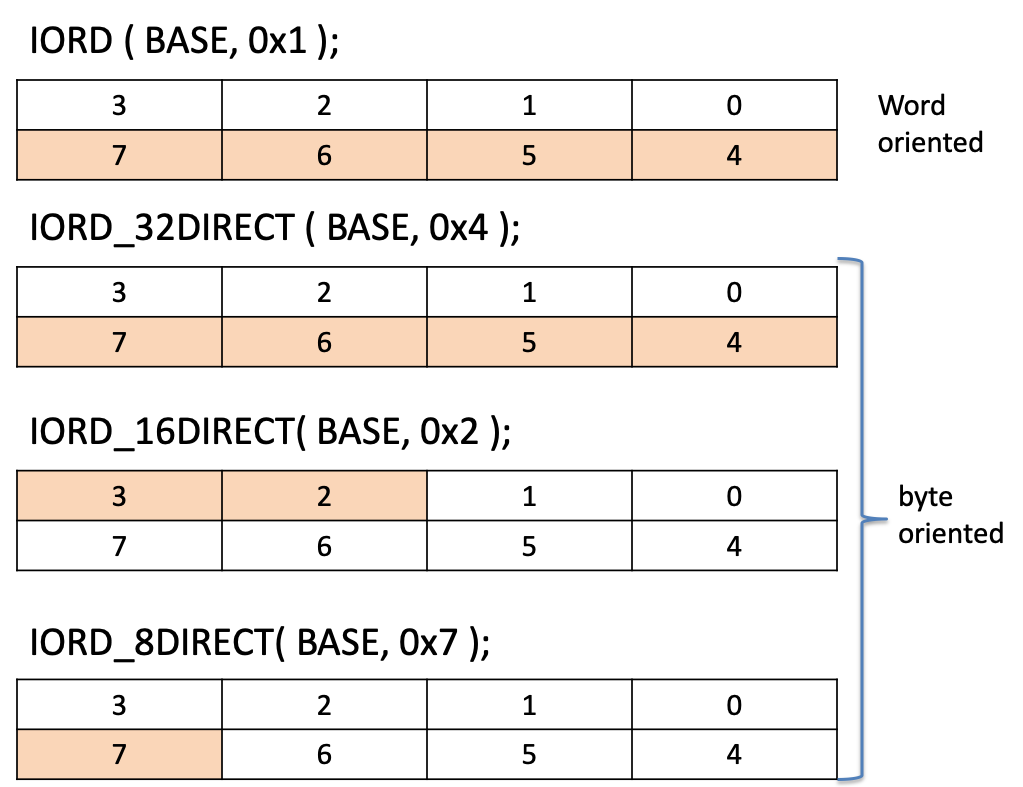 IORD ( BASE, 0x1 );
3 2 1 0
7 6 5 4
Word
oriented
IORD_32DIRECT ( BASE, 0x4 );
3 2 1 0
7 6 5 4
IORD_16DIRECT( BASE, 0x2 );
3 2 1 0
7 6 5 4
byte
oriented
IORD_8DIRECT( BASE, 0x7 );
3 2 1 0
7 6 5 4